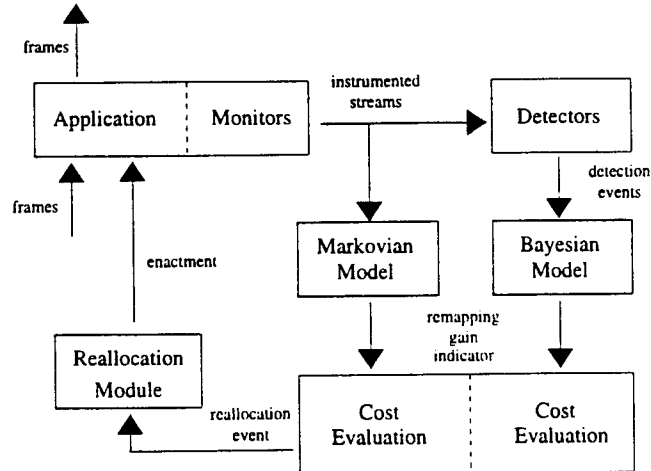 frames
instrumented
streams
Application
Monitors
Detectors
detection
events
frames
Markovian
Model
Bayesian
Model
enactment
remapping
gain
indicator
Reallocation
Module
reallocation
event
Cost
Evaluation
Cost
Evaluation